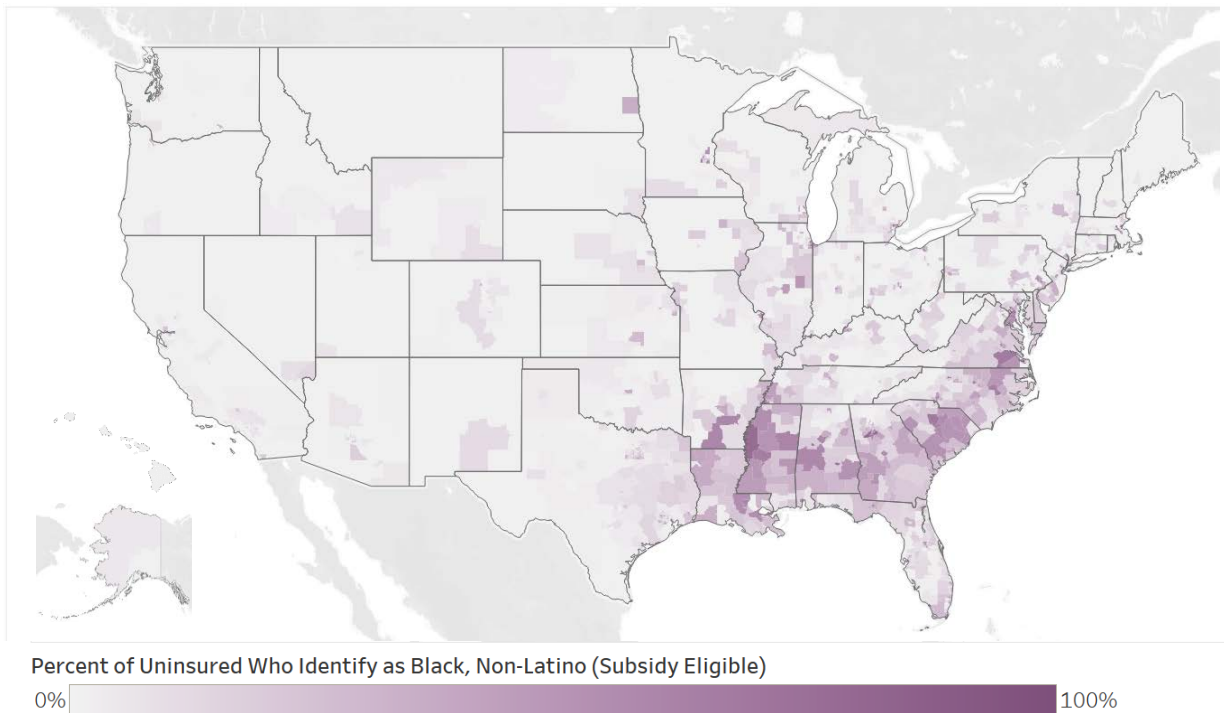 Percent of Uninsured Who Identify as Black, Non-Latino (Subsidy Eligible)
0% 100%